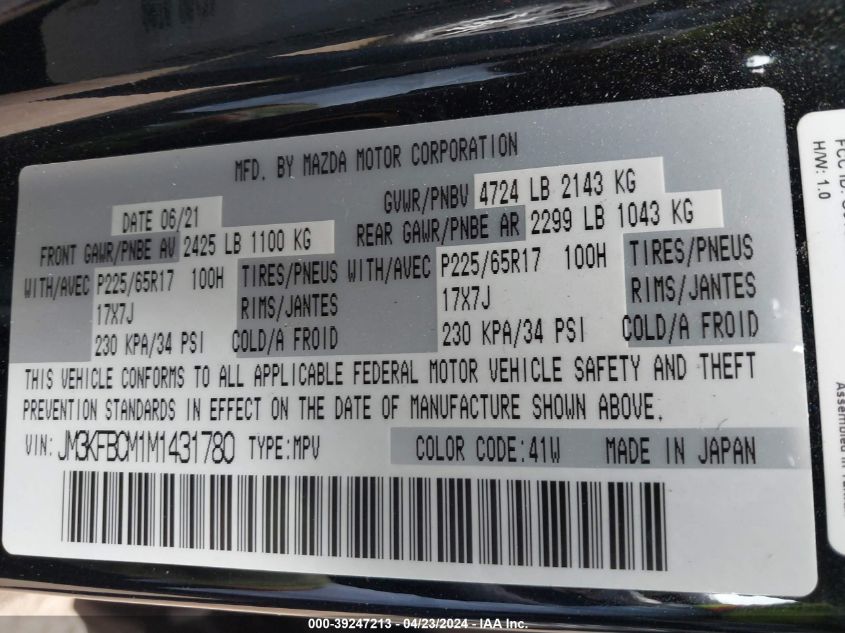 MFD. BY MAZDA MOTOR CORPORATION
DATE 06/21
GVWR/PNBV 4724 LB 2143 KG
FRONT GAWR/PNBE AV 2425 LB 1100 KG
REAR GAWR/PNBE AR 2299 LB 1043 KG
WITH/AVEC P225/65R17 100H TIRES/PNEUS
17X7J RIMS/JANTES
230 KPA/34 PSI COLD/A FROID
WITH/AVEC P225/65R17 100H TIRES/PNEUS
17X7J RIMS/JANTES
230 KPA/34 PSI COLD/A FROID
THIS VEHICLE CONFORMS TO ALL APPLICABLE FEDERAL MOTOR VEHICLE SAFETY AND THEFT
PREVENTION STANDARDS IN EFFECT ON THE DATE OF MANUFACTURE SHOWN ABOVE.
VIN: JM3KFBCM1M1431780 TYPE:MPV
COLOR CODE:41W MADE IN JAPAN
FCC ID:
H/W: 1.0
Assembled in
000-39247213 - 04/23/2024 - IAA Inc.